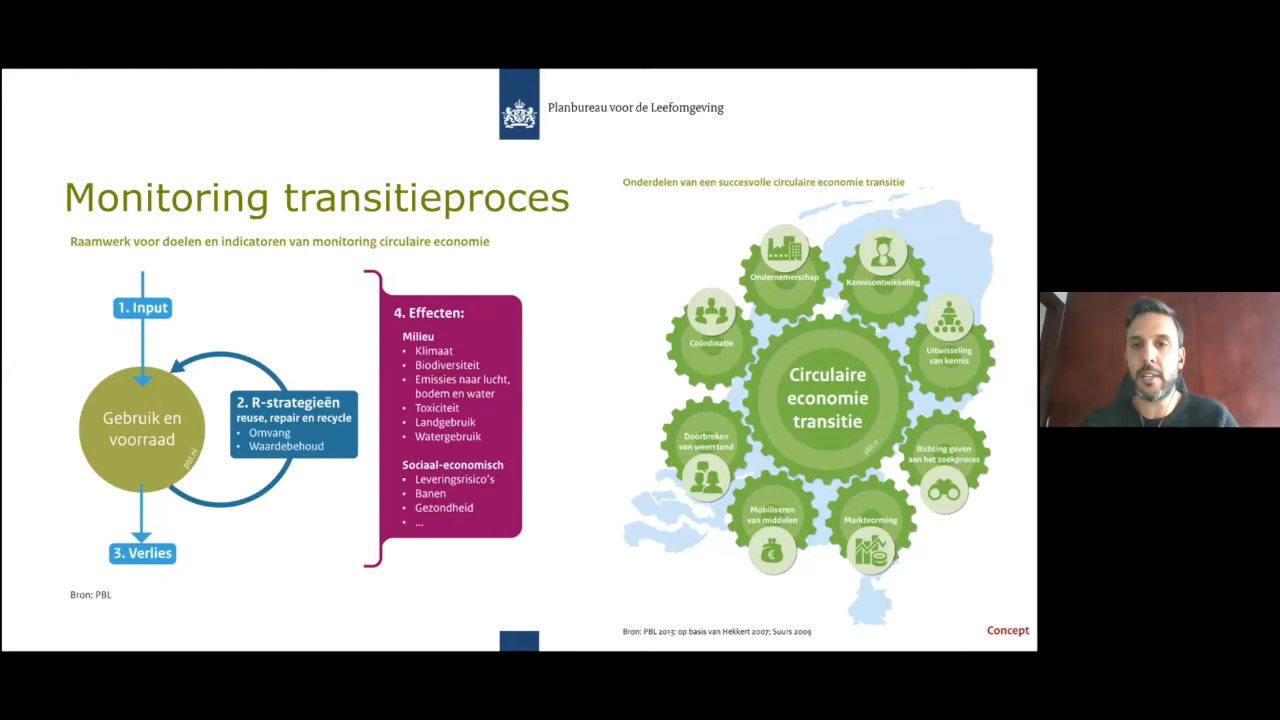 Planbureau voor de Leefomgeving
Monitoring transitieproces
Raamwerk voor doelen en indicatoren van monitoring circulaire economie
1. Input
Gebruik en
voorraad
pbl.nl
2. R-strategieën
reuse, repair en recycle
• Omvang
• Waardebehoud
3. Verlies
4. Effecten:
Milieu
• Klimaat
• Biodiversiteit
• Emissies naar lucht,
bodem en water
• Toxiciteit
• Landgebruik
• Watergebruik
Sociaal-economisch
• Leveringsrisico's
• Banen
• Gezondheid
• ...
Bron: PBL
Onderdelen van een succesvolle circulaire economie transitie
Ondernemerschap
Kennisontwikkeling
Coördinatie
Uitwisseling
van kennis
Circulaire
economie
transitie
pbl.nl
Doorbreken
van weerstand
Richting geven
aan het zoekproces
Mobiliseren
van middelen
€
Marktvorming
Bron: PBL 2013; op basis van Hekkert 2007; Suurs 2009
Concept